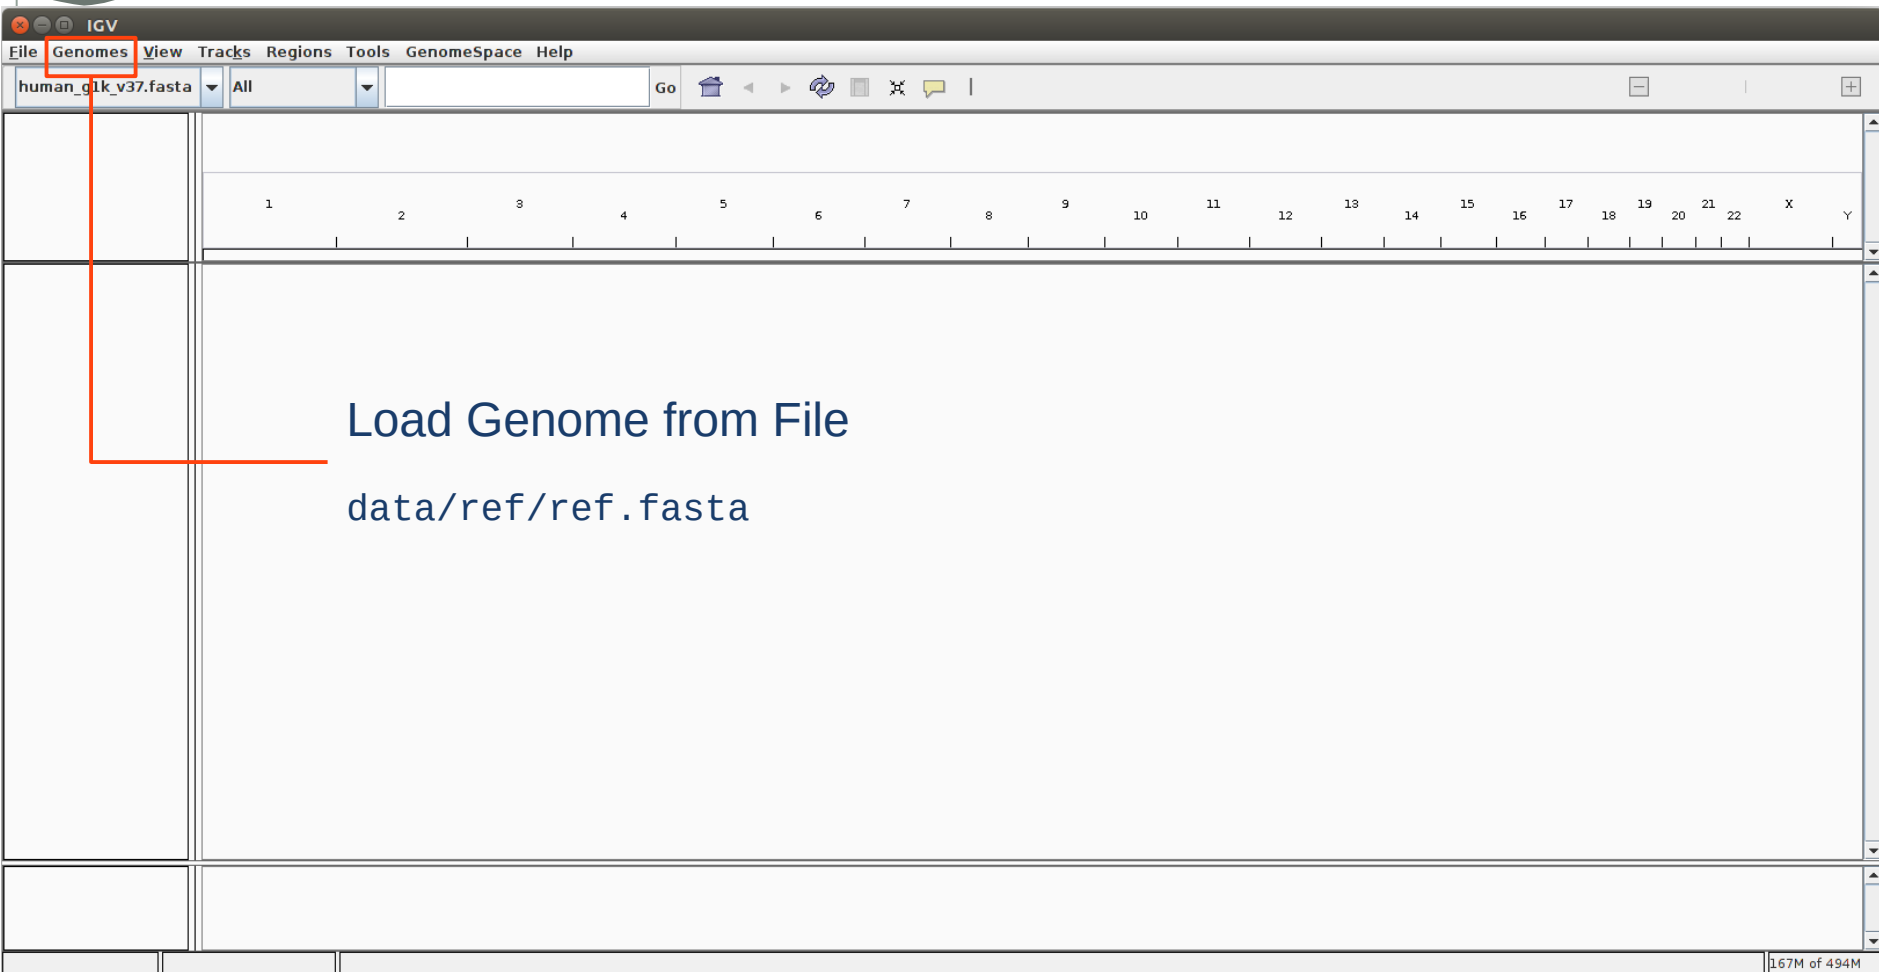 IGV
File Genomes View Tracks Regions Tools GenomeSpace Help
human_g1k_v37.fasta All Go
1 2 3 4 5 6 7 8 9 10 11 12 13 14 15 16 17 18 19 20 21 22 X Y
Load Genome from File
data/ref/ref.fasta
167M of 494M